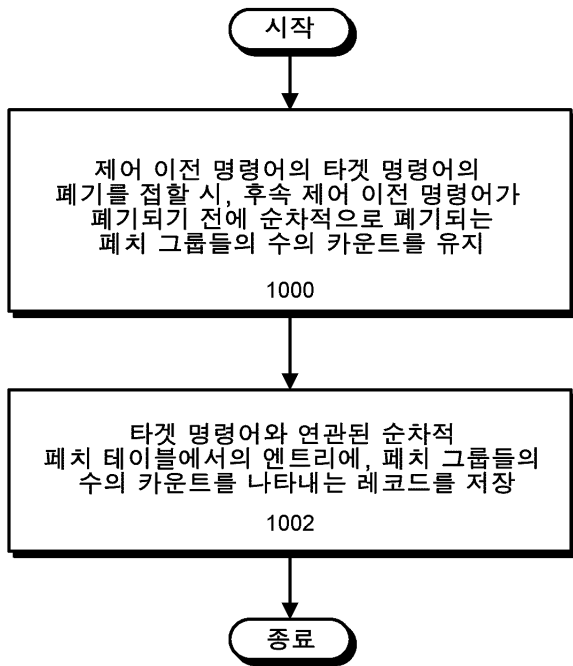 시작
제어 이전 명령어의 타겟 명령어의
폐기를 접할 시, 후속 제어 이전 명령어가
폐기되기 전에 순차적으로 폐기되는
페치 그룹들의 수의 카운트를 유지
1000
타겟 명령어와 연관된 순차적
페치 테이블에서의 엔트리에, 페치 그룹들의
수의 카운트를 나타내는 레코드를 저장
1002
종료